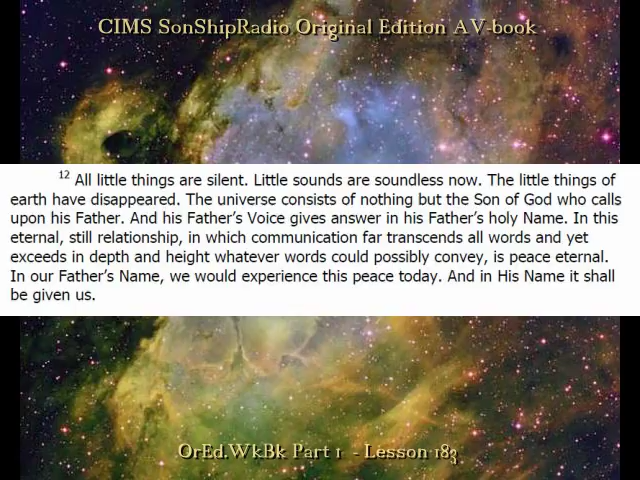 CIMS SonShipRadio Original Edition AV-book
12 All little things are silent. Little sounds are soundless now. The little things of
earth have disappeared. The universe consists of nothing but the Son of God who calls
upon his Father. And his Father's Voice gives answer in his Father's holy Name. In this
eternal, still relationship, in which communication far transcends all words and yet
exceeds in depth and height whatever words could possibly convey, is peace eternal.
In our Father's Name, we would experience this peace today. And in His Name it shall
be given us.
OrEd.WkBk Part 1 - Lesson 183